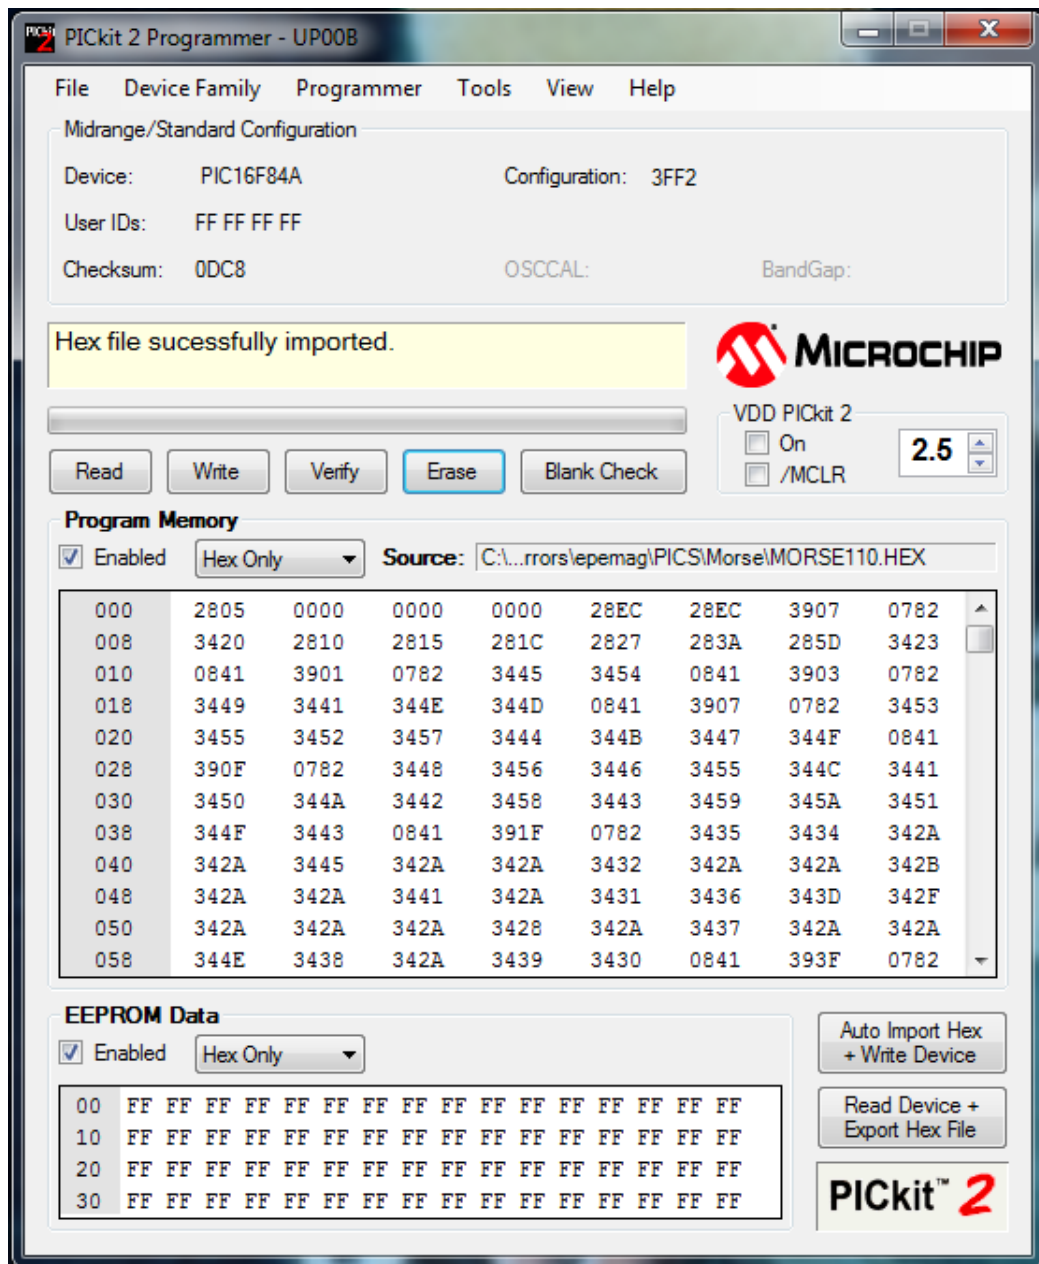 PICkit 2 Programmer - UP00B
File Device Family Programmer Tools View Help
Midrange/Standard Configuration
Device: PIC16F84A Configuration: 3FF2
User IDs: FF FF FF FF
Checksum: 0DC8 OSCCAL: BandGap:
Hex file sucessfully imported.
MICROCHIP
VDD PICkit 2
On
/MCLR
2.5
Read Write Verify Erase Blank Check
Program Memory
Enabled Hex Only Source: C:\...rrors\epemag\PICS\Morse\MORSE110.HEX
000 2805 0000 0000 0000 28EC 28EC 3907 0782
008 3420 2810 2815 281C 2827 283A 285D 3423
010 0841 3901 0782 3445 3454 0841 3903 0782
018 3449 3441 344E 344D 0841 3907 0782 3453
020 3455 3452 3457 3444 344B 3447 344F 0841
028 390F 0782 3448 3456 3446 3455 344C 3441
030 3450 344A 3442 3458 3443 3459 345A 3451
038 344F 3443 0841 391F 0782 3435 3434 342A
040 342A 3445 342A 342A 3432 342A 342A 342B
048 342A 342A 3441 342A 3431 3436 343D 342F
050 342A 342A 342A 3428 342A 3437 342A 342A
058 344E 3438 342A 3439 3430 0841 393F 0782
EEPROM Data
Enabled Hex Only
00 FF FF FF FF FF FF FF FF FF FF FF FF FF FF FF FF
10 FF FF FF FF FF FF FF FF FF FF FF FF FF FF FF FF
20 FF FF FF FF FF FF FF FF FF FF FF FF FF FF FF FF
30 FF FF FF FF FF FF FF FF FF FF FF FF FF FF FF FF
Auto Import Hex
+ Write Device
Read Device +
Export Hex File
PICkit™ 2